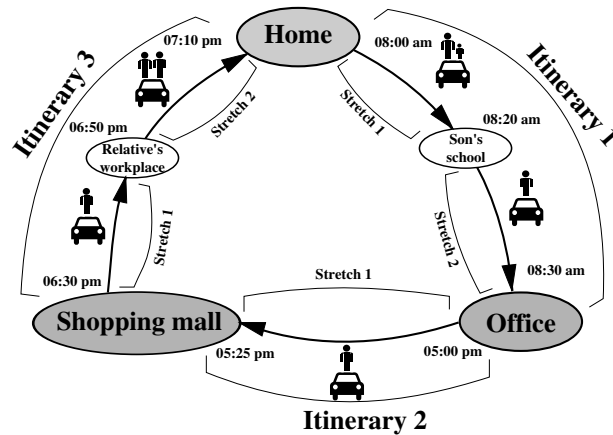 Home
07:10 pm
08:00 am
Itinerary 3
Itinerary 1
Stretch 2
Stretch 1
06:50 pm
08:20 am
Relative's
workplace
Son's
school
Stretch 1
Stretch 2
06:30 pm
08:30 am
Stretch 1
Shopping mall
Office
05:25 pm
05:00 pm
Itinerary 2